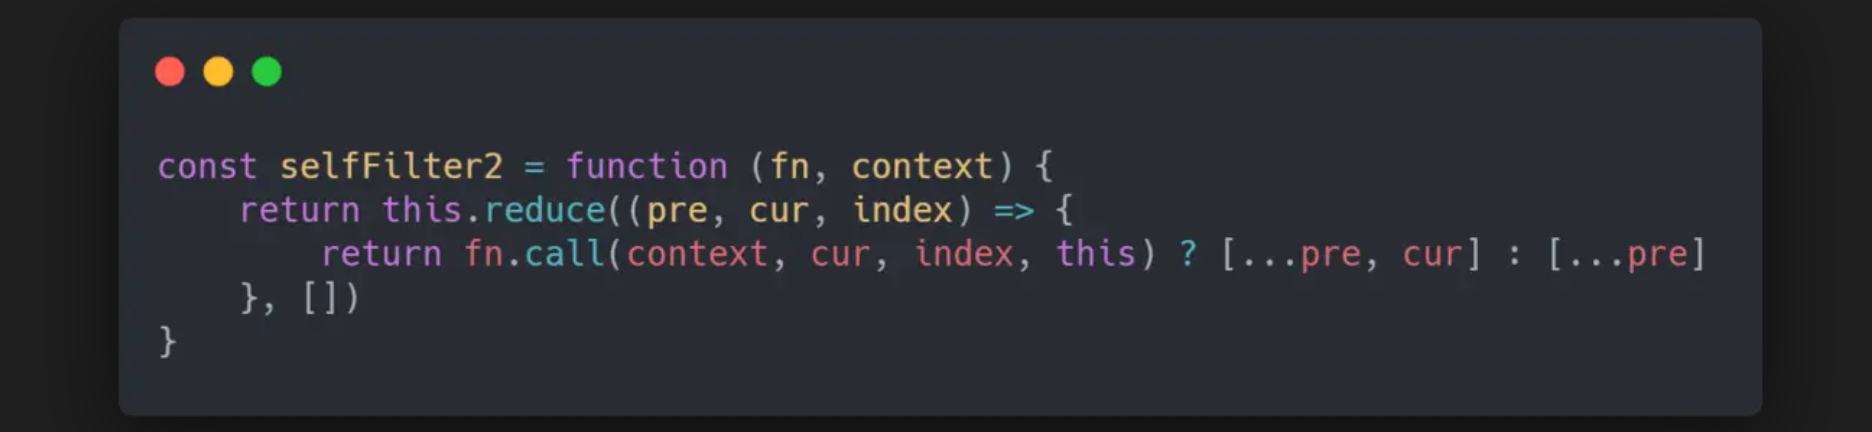 const selfFilter2 = function (fn, context) {
    return this.reduce((pre, cur, index) => {
        return fn.call(context, cur, index, this) ? [...pre, cur] : [...pre]
    }, [])
}